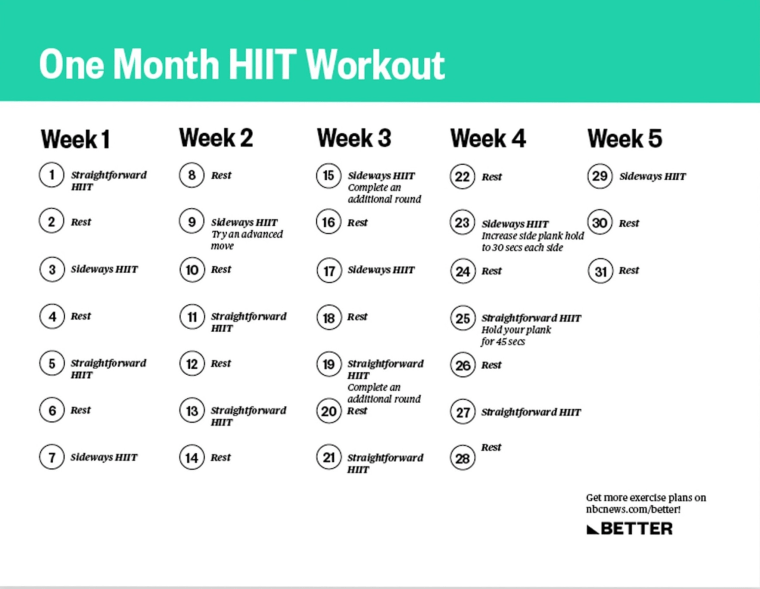 One Month HIIT Workout
Week 1
1 Straightforward
HIIT
2 Rest
3 Sideways HIIT
4 Rest
5 Straightforward
HIIT
6 Rest
7 Sideways HIIT
Week 2
8 Rest
9 Sideways HIIT
Try an advanced
move
10 Rest
11 Straightforward
HIIT
12 Rest
13 Straightforward
HIIT
14 Rest
Week 3
15 Sideways HIIT
Complete an
additional round
16 Rest
17 Sideways HIIT
18 Rest
19 Straightforward
HIIT
Complete an
additional round
20 Rest
21 Straightforward
HIIT
Week 4
22 Rest
23 Sideways HIIT
Increase side plank hold
to 30 secs each side
24 Rest
25 Straightforward HIIT
Hold your plank
for 45 secs
26 Rest
27 Straightforward HIIT
28 Rest
Week 5
29 Sideways HIIT
30 Rest
31 Rest
Get more exercise plans on
nbcnews.com/better!
BETTER